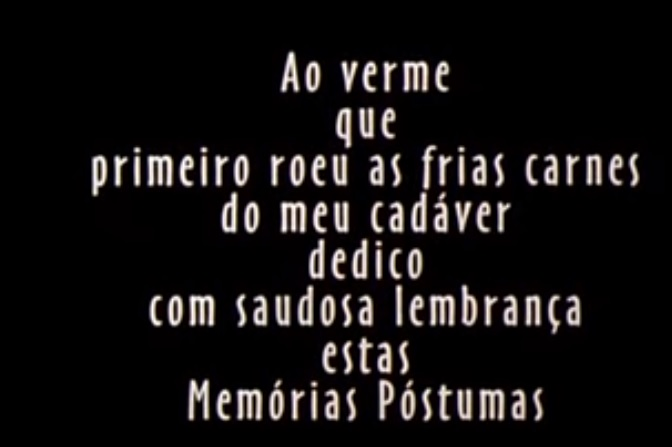 Ao verme
que
primeiro roeu as frias carnes
do meu cadáver
dedico
com saudosa lembrança
estas
Memórias Póstumas